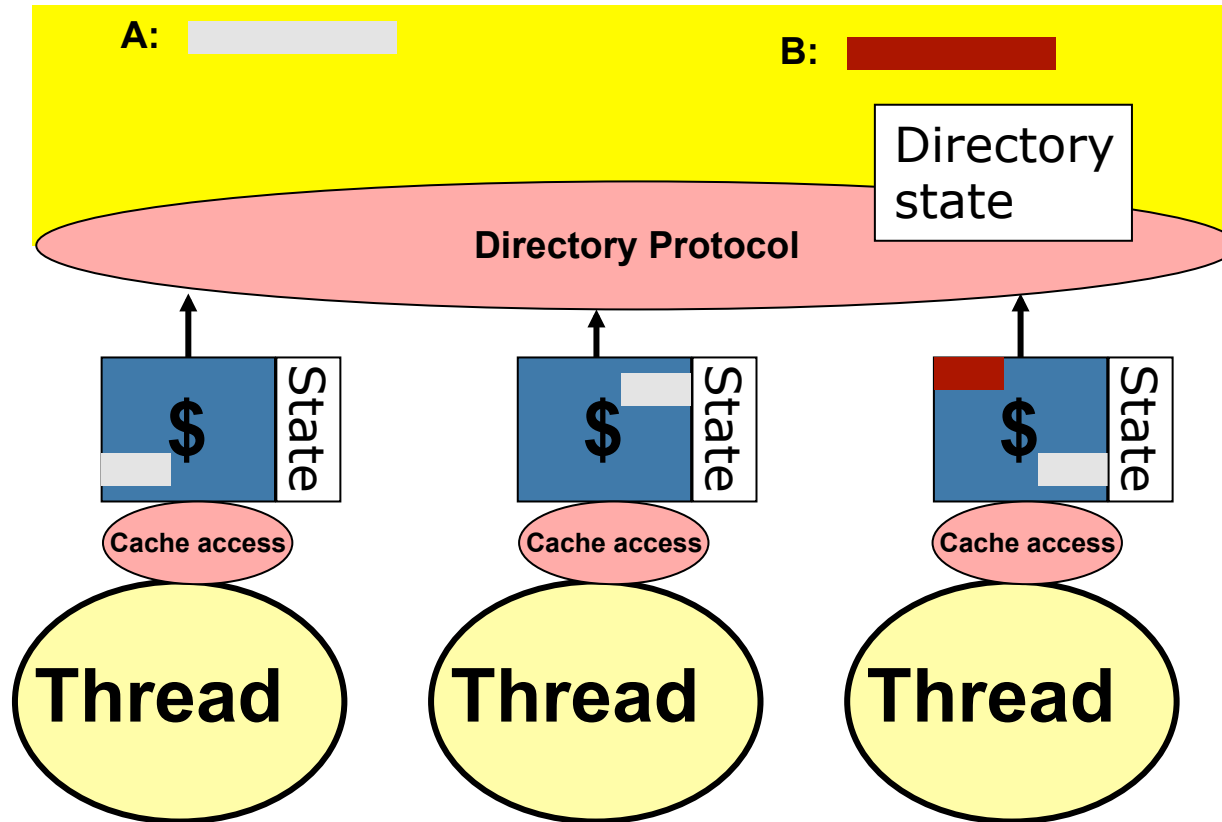 A:
B:
Directory
state
Directory Protocol
$
State
$
State
$
State
Cache access
Cache access
Cache access
Thread
Thread
Thread